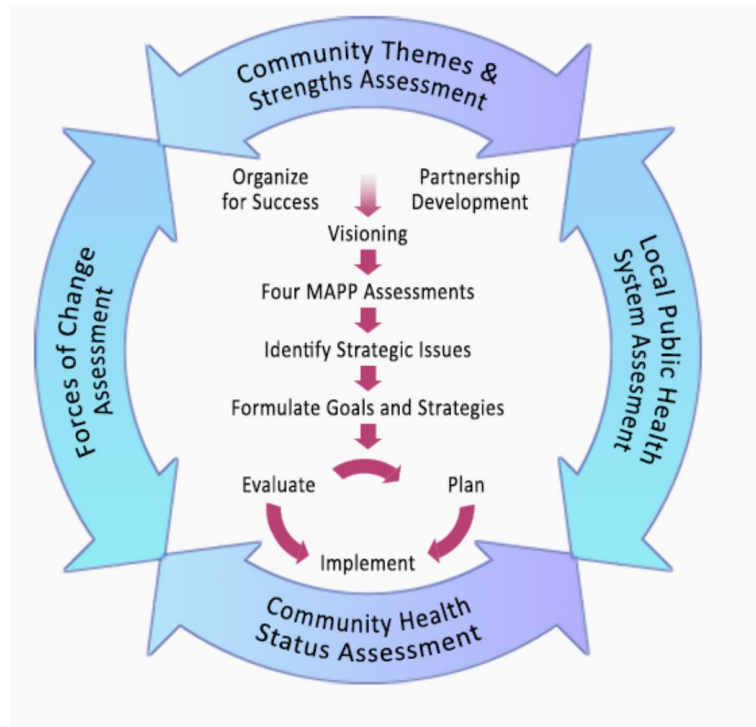 Community Themes &
Strengths Assessment
Organize
for Success
Partnership
Development
Visioning
Four MAPP Assessments
Identify Strategic Issues
Formulate Goals and Strategies
Evaluate
Plan
Implement
Forces of Change
Assessment
Local Public Health
System Assesment
Community Health
Status Assessment